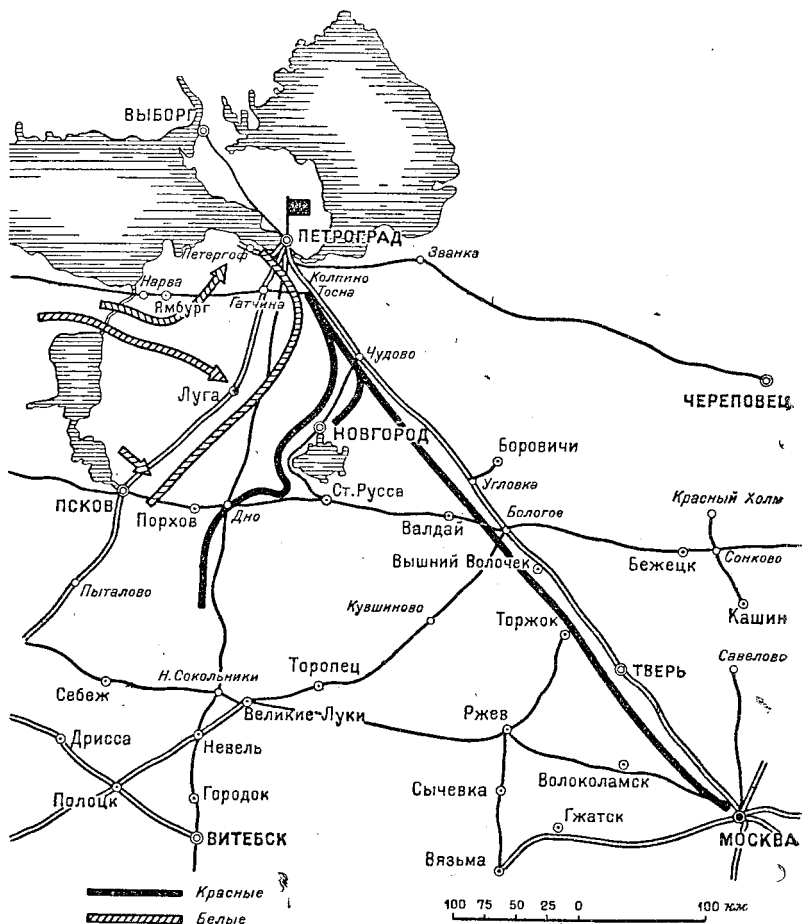 ВЫБОРГ
ПЕТРОГРАД
Петергоф
Званка
Колпино
Нарва
Тосна
Гатчина
Ямбург
Чудово
Луга
ЧЕРЕПОВЕЦ
НОВГОРОД
Боровичи
Угловка
ПСКОВ
Ст. Русса
Красный Холм
Порхов
Дно
Валдай
Бологое
Вышний Волочек
Бежецк
Сонково
Пыталово
Кувшиново
Торжок
Кашин
Н. Сокольники
Торопец
ТВЕРЬ
Савелово
Себеж
Великие-Луки
Ржев
Дрисса
Невель
Волоколамск
Полоцк
Городок
Сычевка
Гжатск
ВИТЕБСК
МОСКВА
Вязьма
Красные
Белые
100 75 50 25 0 100 км